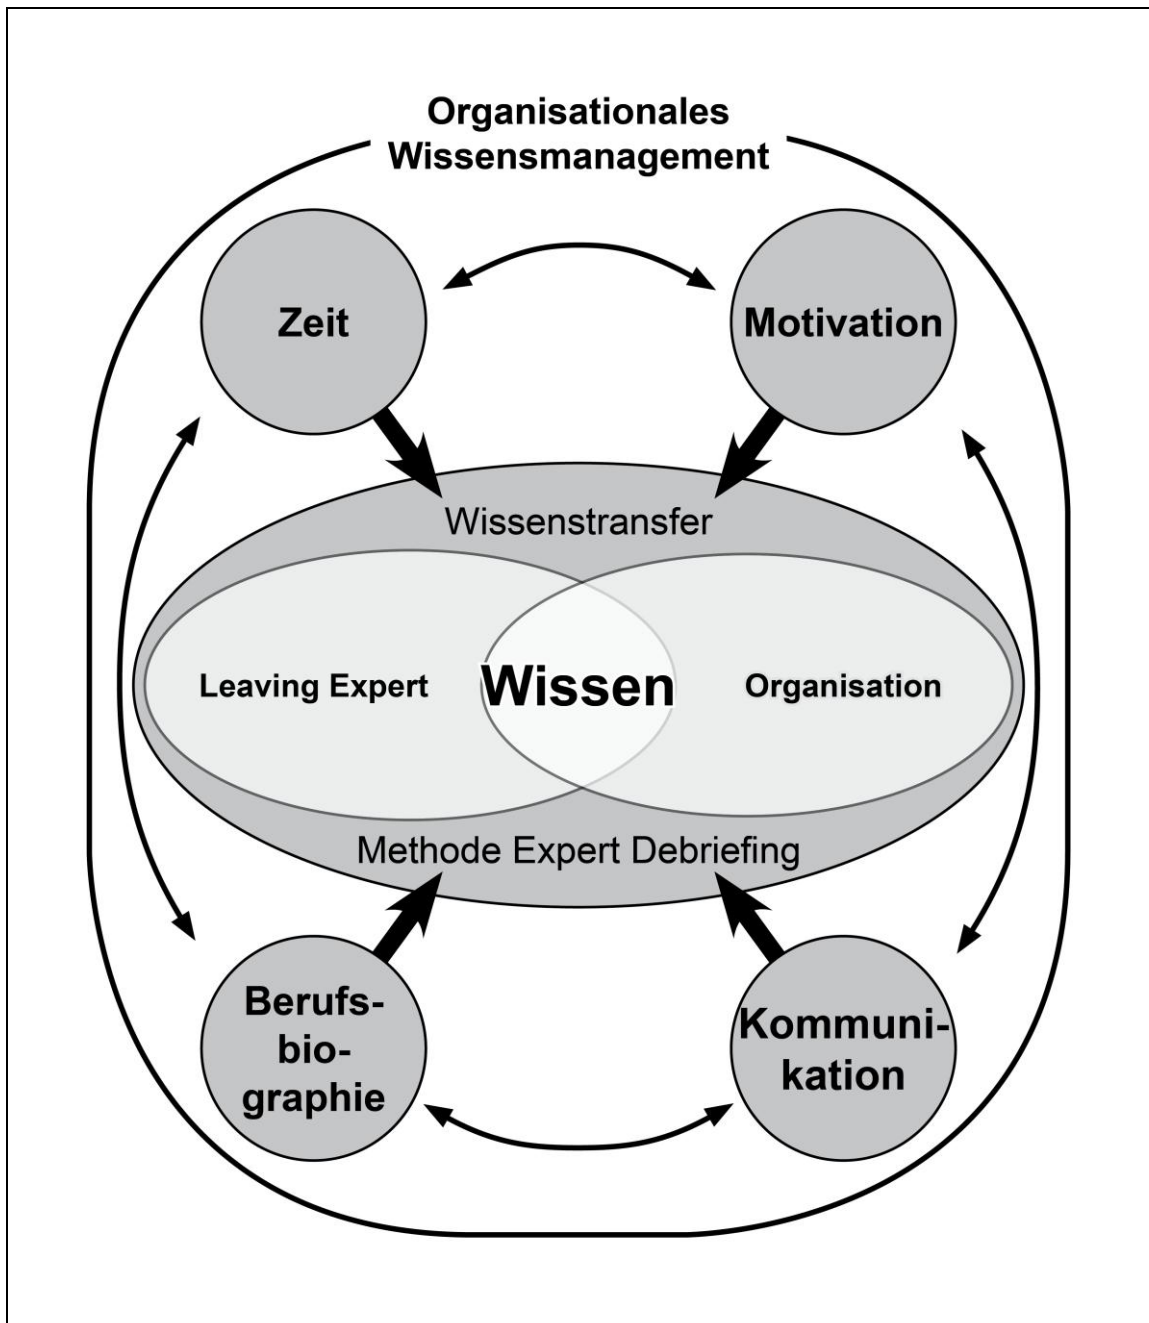 Organisationales
Wissensmanagement
Zeit
Motivation
Wissenstransfer
Leaving Expert
Wissen
Organisation
Methode Expert Debriefing
Berufs-
bio-
graphie
Kommuni-
kation